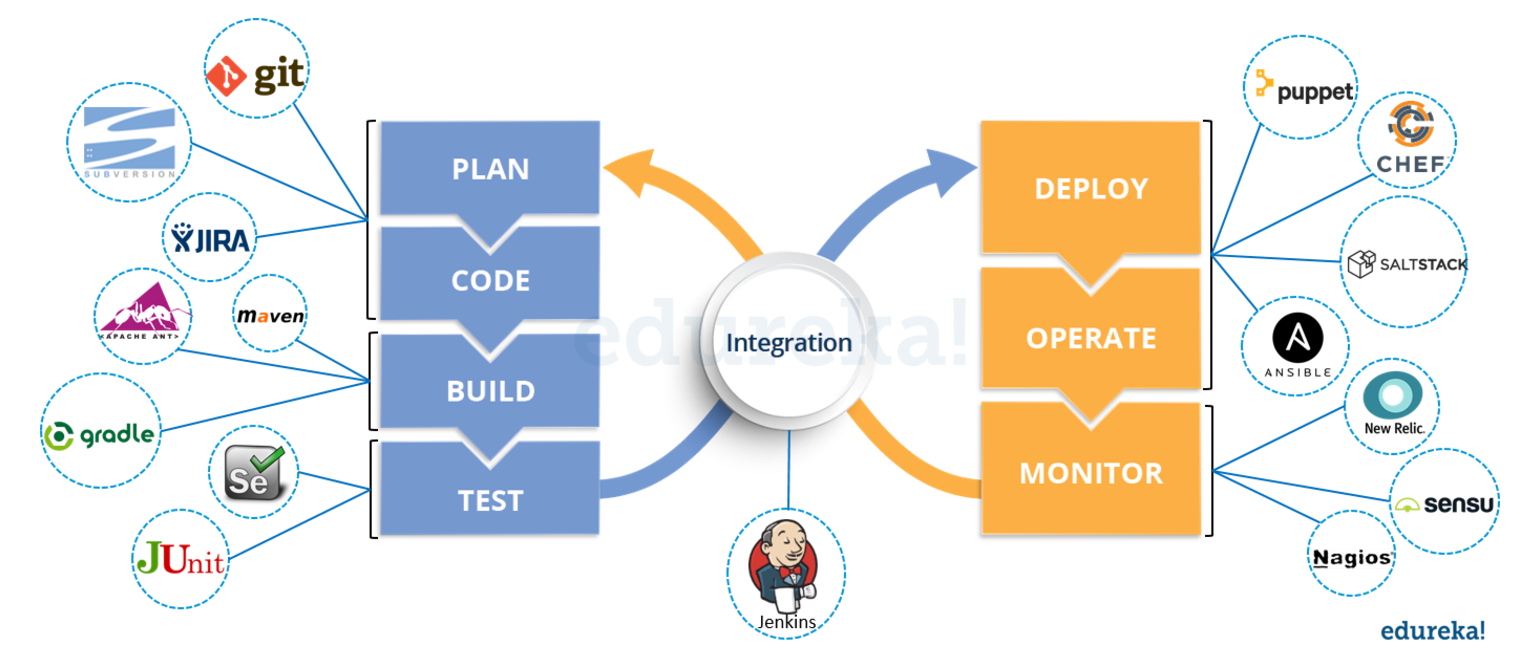 git
SUBVERSION
JIRA
<APACHE ANT>
maven
gradle
Se
JUnit
PLAN
CODE
BUILD
TEST
edureka!
Integration
Jenkins
DEPLOY
OPERATE
MONITOR
puppet
CHEF
SALTSTACK
A
ANSIBLE
New Relic.
sensu
Nagios
edureka!